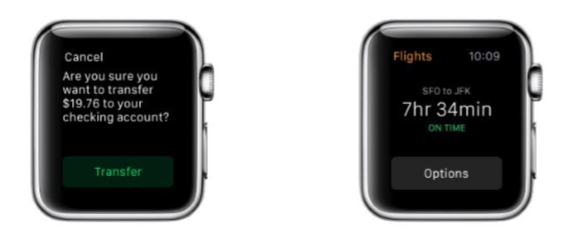 Cancel
Are you sure you
want to transfer
$19.76 to your
checking account?
Transfer
Flights 10:09
SFO to JFK
7hr 34min
ON TIME
Options